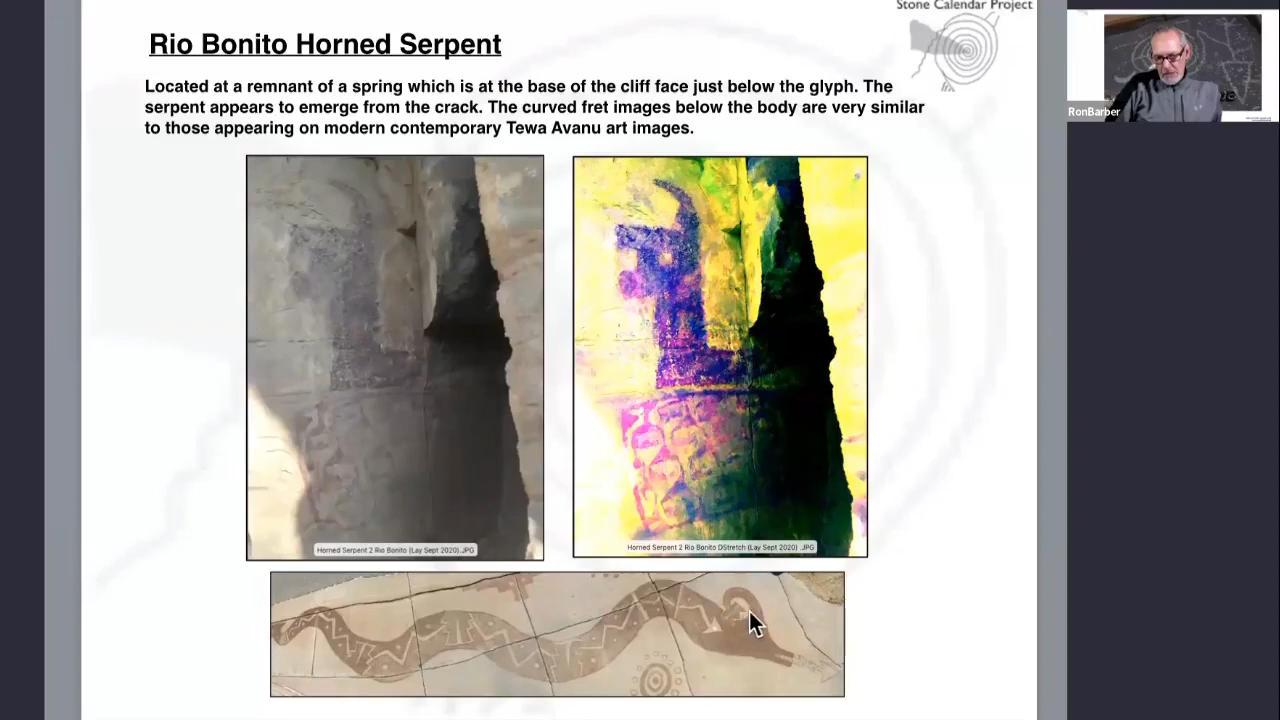 Stone Calendar Project
Rio Bonito Horned Serpent
Located at a remnant of a spring which is at the base of the cliff face just below the glyph. The
serpent appears to emerge from the crack. The curved fret images below the body are very similar
to those appearing on modern contemporary Tewa Avanu art images.
RonBarber
Horned Serpent 2 Rio Bonito (Lay Sept 2020).JPG
Horned Serpent 2 Rio Bonito DStretch (Lay Sept 2020) .JPG